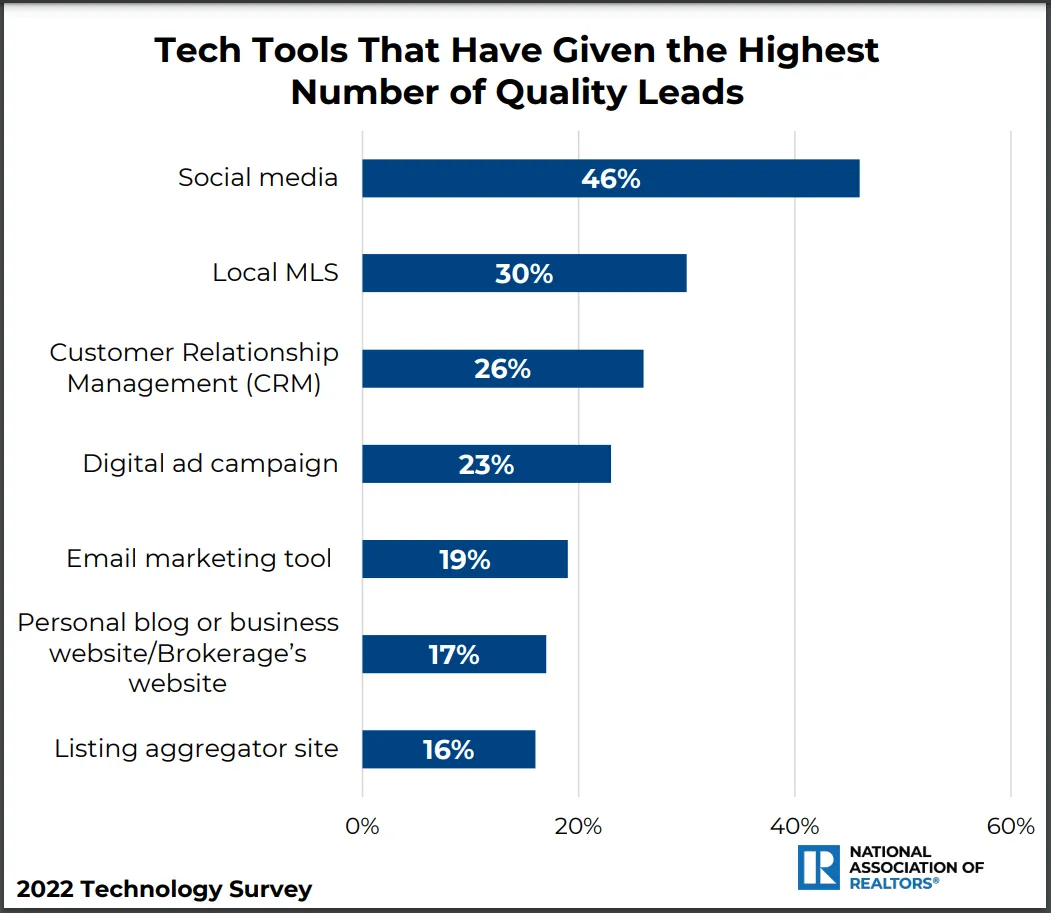 Tech Tools That Have Given the Highest
Number of Quality Leads
Social media
46%
Local MLS
30%
Customer Relationship
Management (CRM)
26%
Digital ad campaign
23%
Email marketing tool
19%
Personal blog or business
website/Brokerage’s
website
17%
Listing aggregator site
16%
0% 20% 40% 60%
R
NATIONAL
ASSOCIATION OF
REALTORS®
2022 Technology Survey